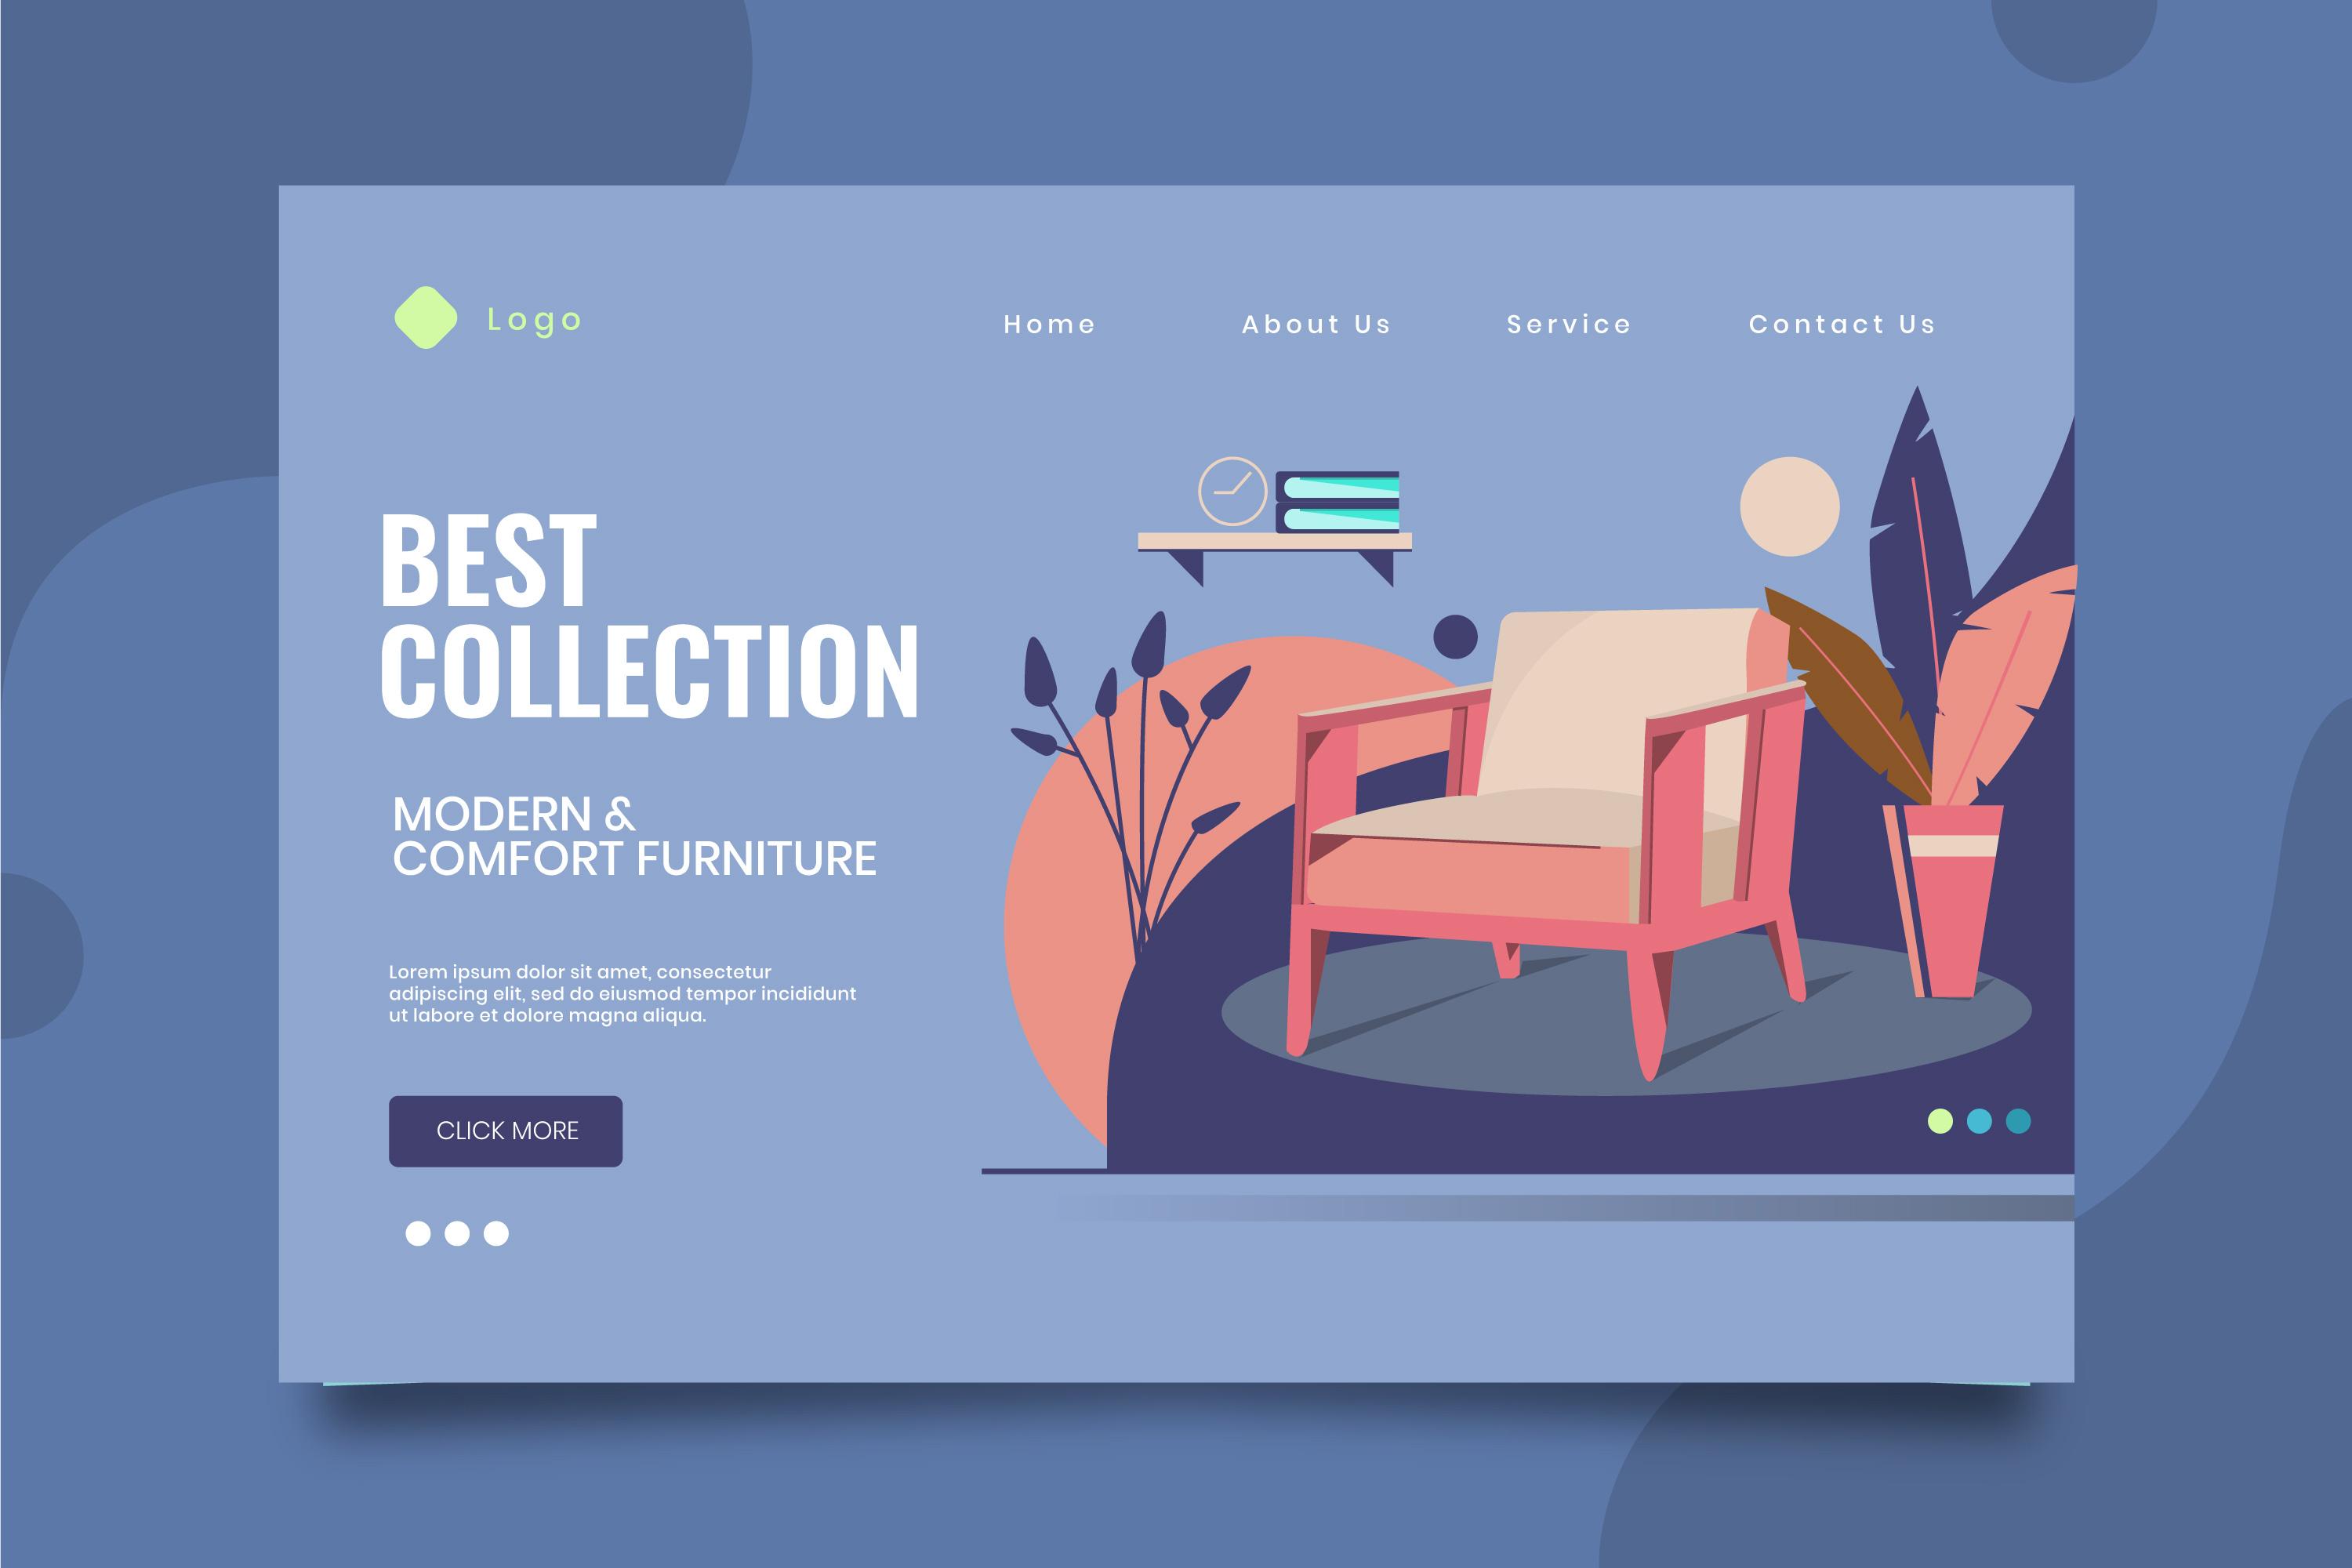 Logo
Home
About Us
Service
Contact Us
BEST
COLLECTION
MODERN &
COMFORT FURNITURE
Lorem ipsum dolor sit amet, consectetur
adipiscing elit, sed do eiusmod tempor incididunt
ut labore et dolore magna aliqua.
CLICK MORE